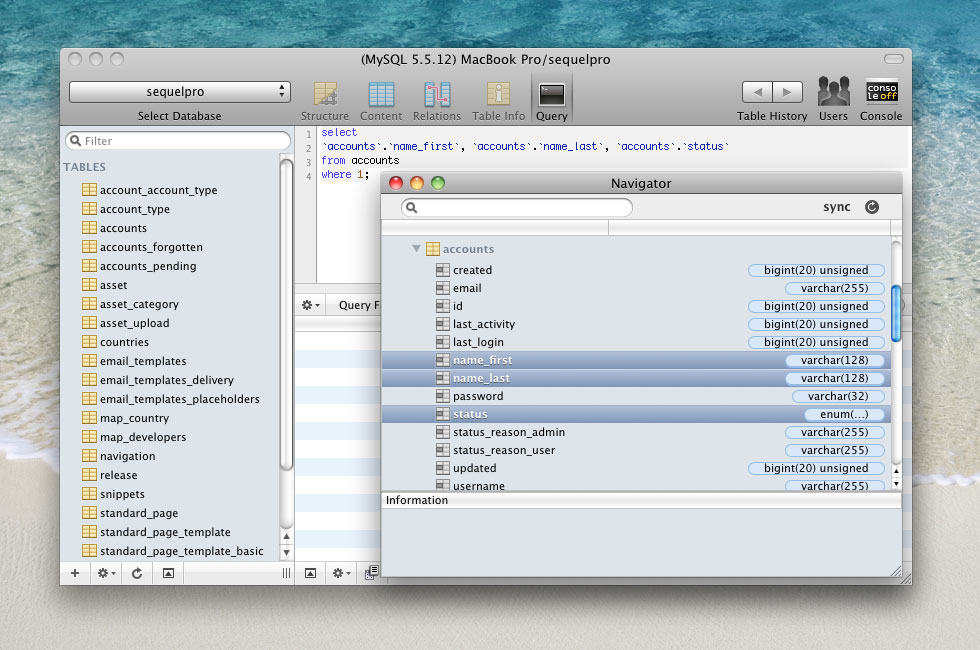 (MySQL 5.5.12) MacBook Pro/sequelpro
sequelpro
Select Database
Structure
Content
Relations
Table Info
Query
Table History
Users
conso
le off
Console
Filter
TABLES
account_account_type
account_type
accounts
accounts_forgotten
accounts_pending
asset
asset_category
asset_upload
countries
email_templates
email_templates_delivery
email_templates_placeholders
map_country
map_developers
navigation
release
snippets
standard_page
standard_page_template
standard_page_template_basic
1 select
2 `accounts`.`name_first`, `accounts`.`name_last`, `accounts`.`status`
3 from accounts
4 where 1;
Query F
Navigator
sync
accounts
created bigint(20) unsigned
email varchar(255)
id bigint(20) unsigned
last_activity bigint(20) unsigned
last_login bigint(20) unsigned
name_first varchar(128)
name_last varchar(128)
password varchar(32)
status enum(...)
status_reason_admin varchar(255)
status_reason_user varchar(255)
updated bigint(20) unsigned
username varchar(255)
Information